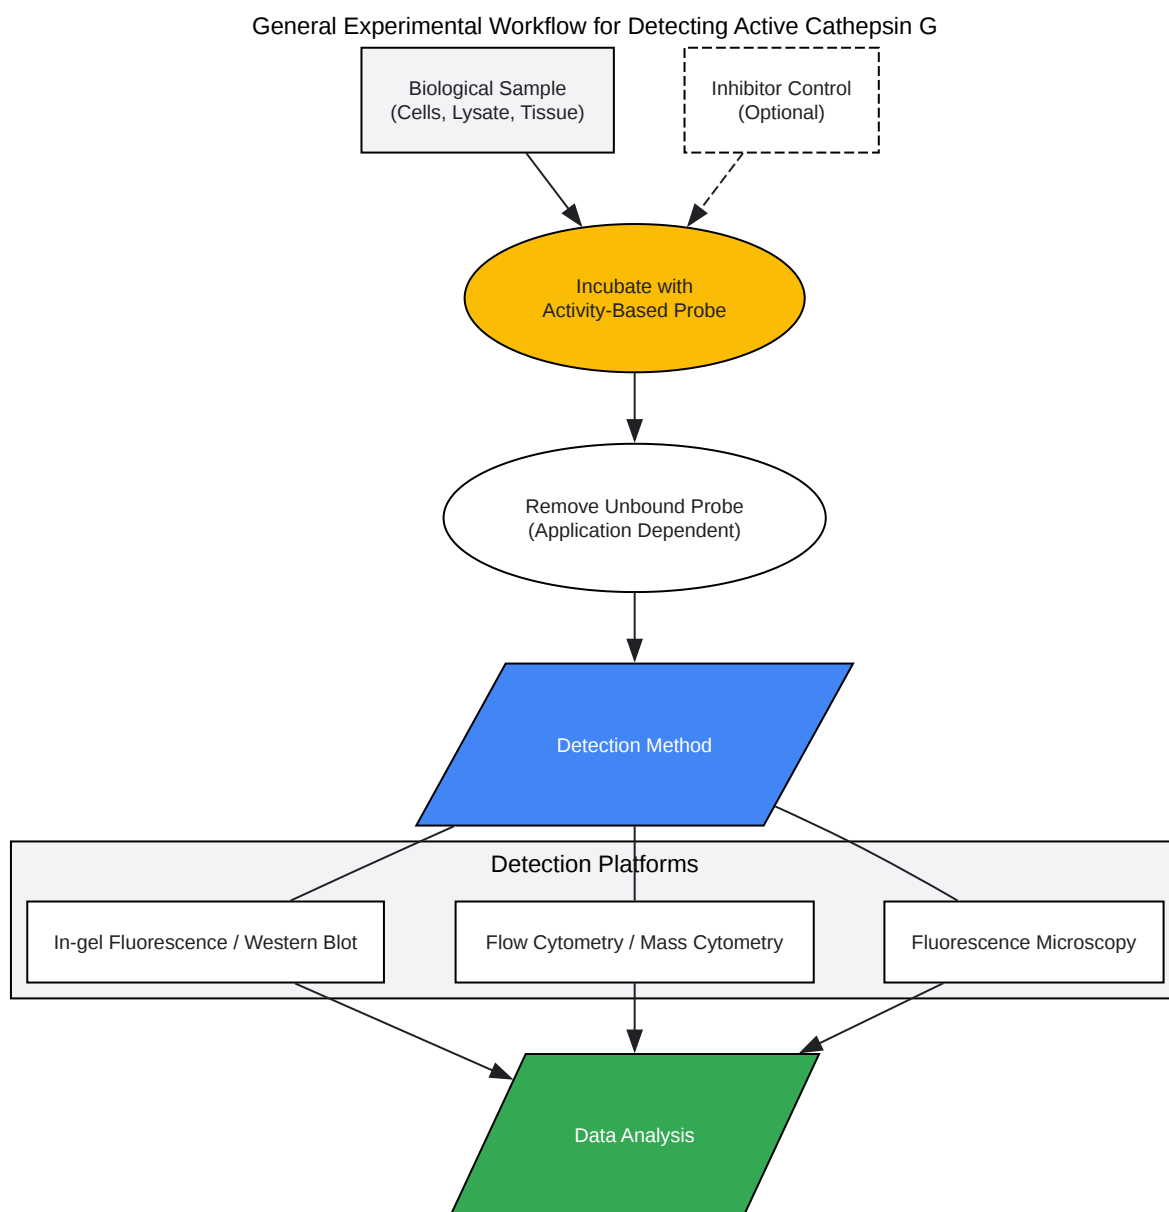 General Experimental Workflow for Detecting Active Cathepsin G
Biological Sample
(Cells, Lysate, Tissue)
Inhibitor Control
(Optional)
Incubate with
Activity-Based Probe
Remove Unbound Probe
(Application Dependent)
Detection Method
Detection Platforms
In-gel Fluorescence / Western Blot
Flow Cytometry / Mass Cytometry
Fluorescence Microscopy
Data Analysis